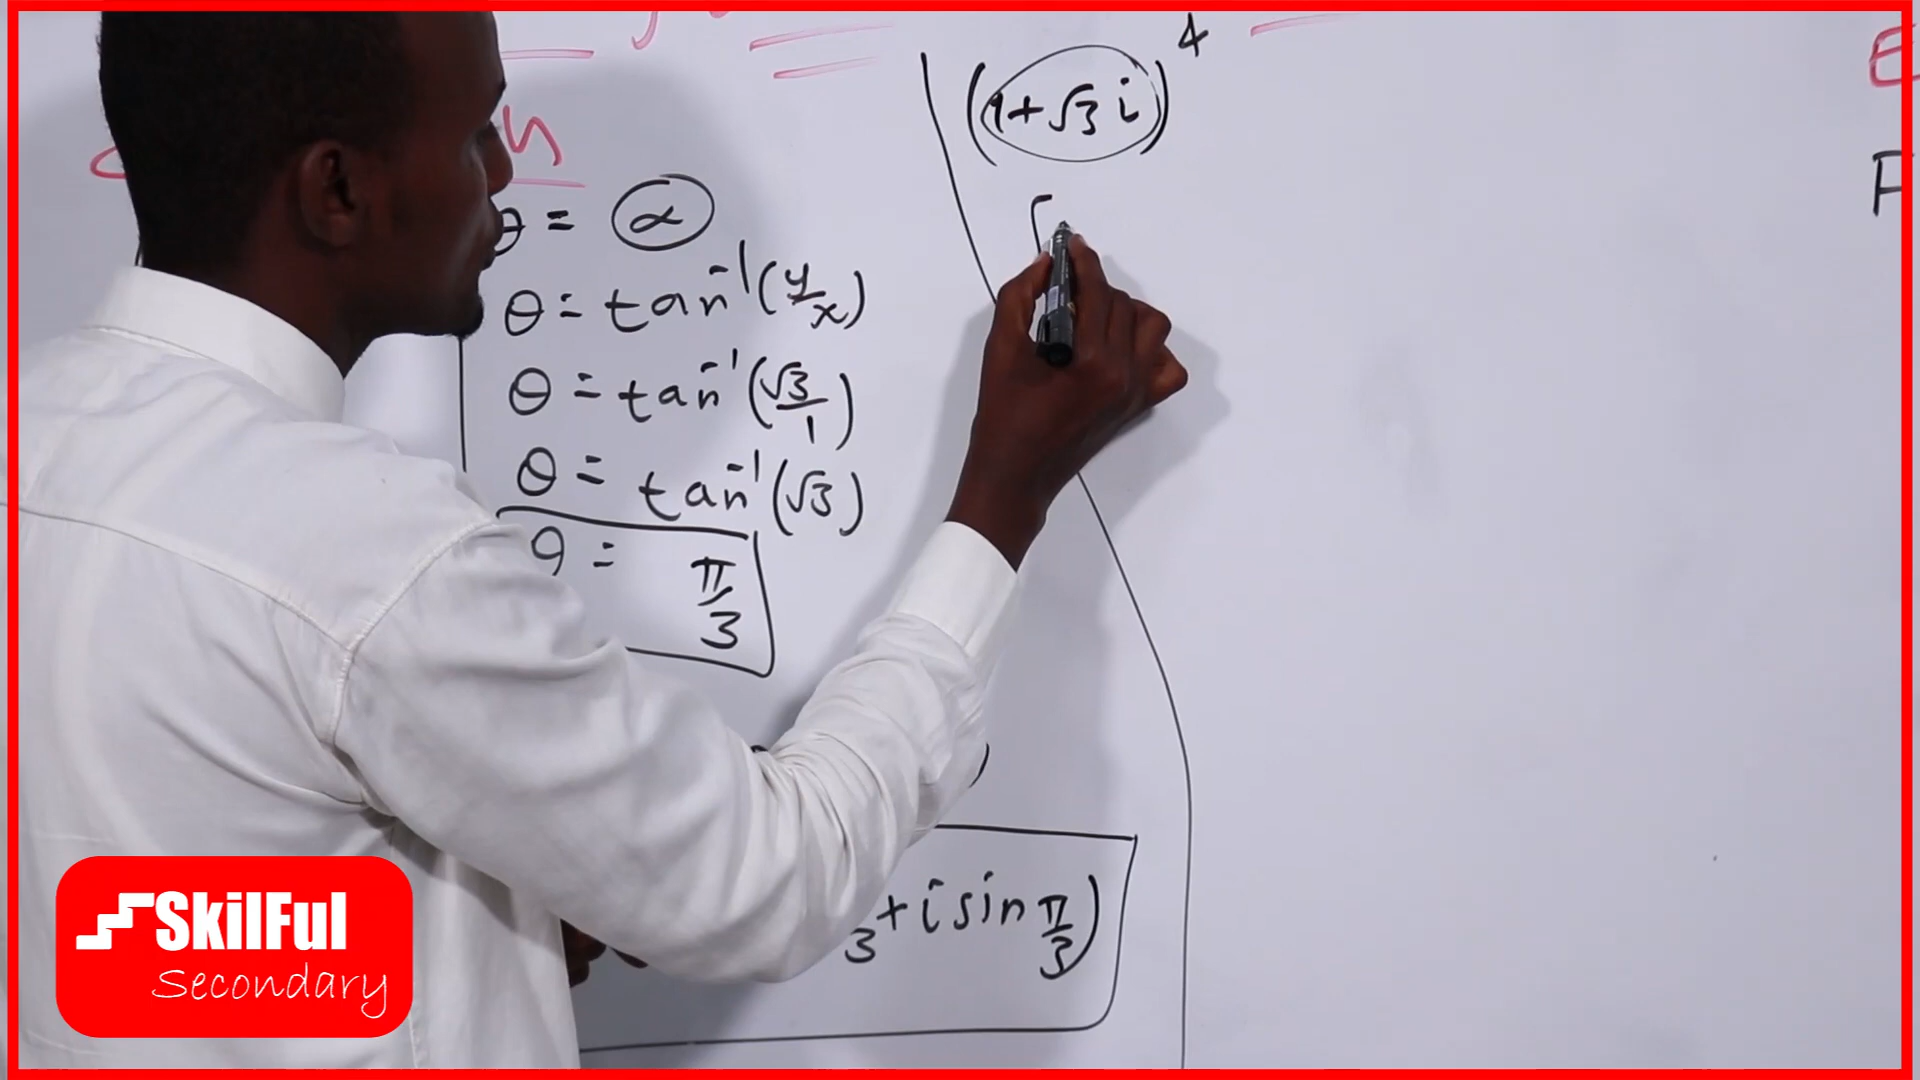 (1+√3 i)⁴
θ = α
θ = tan⁻¹(y/x)
θ = tan⁻¹(√3/1)
θ = tan⁻¹(√3)
θ = π/3
3 + i sin π/3)
SkilFul
Secondary